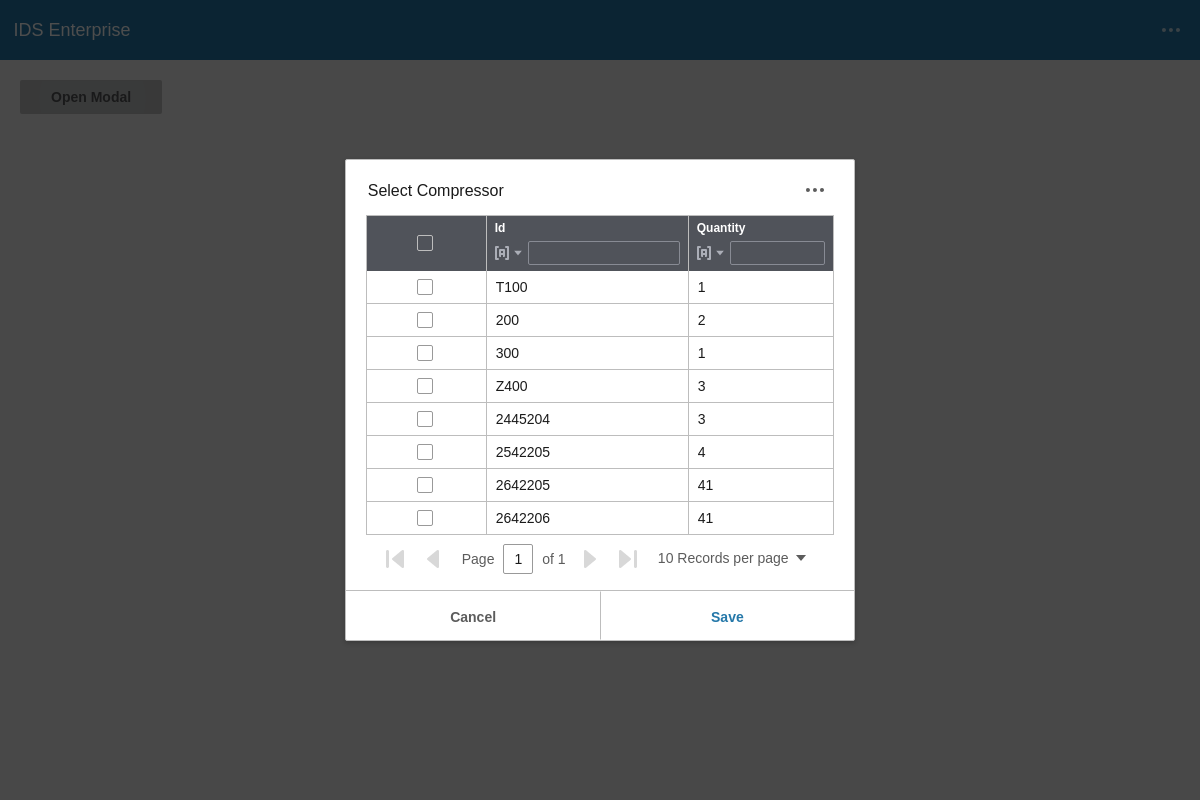 IDS Enterprise
Open Modal
Select Compressor
Id
Quantity
T100 1
200 2
300 1
Z400 3
2445204 3
2542205 4
2642205 41
2642206 41
Page 1 of 1 10 Records per page
Cancel Save